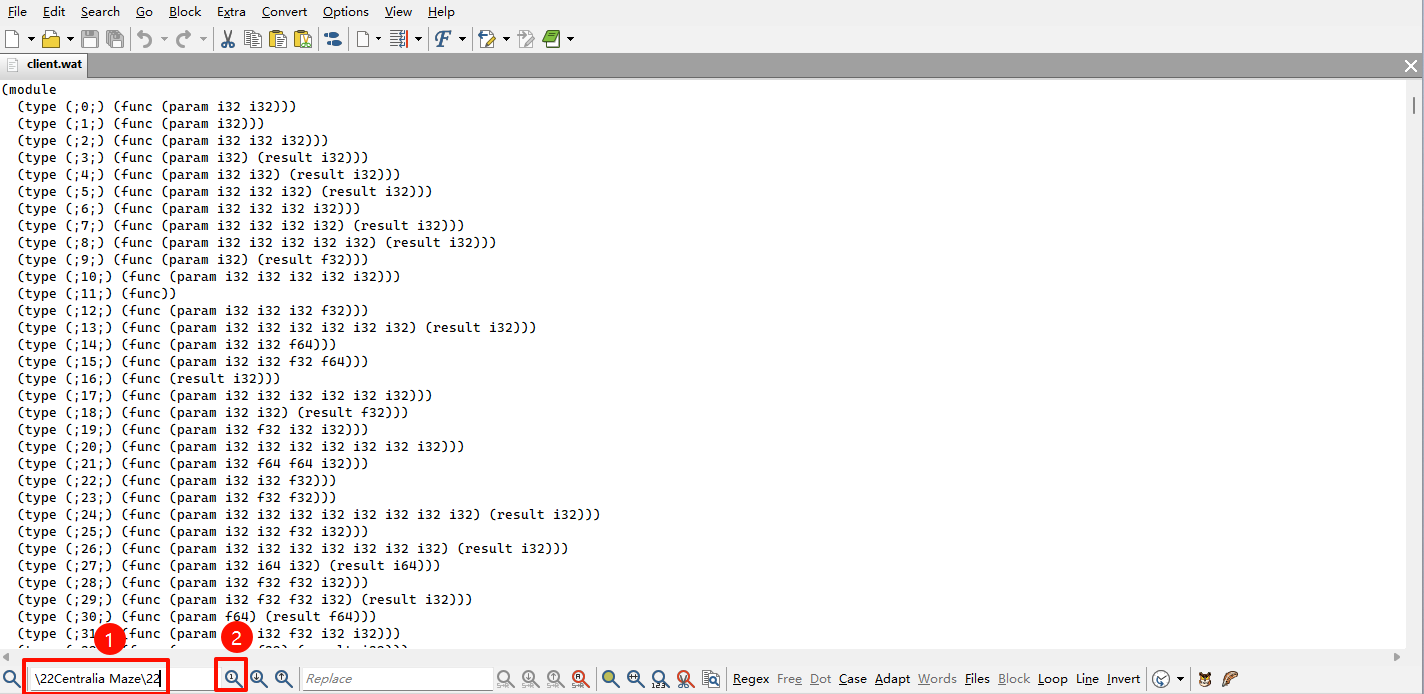 File Edit Search Go Block Extra Convert Options View Help
F
client.wat
(module
(type (;0;) (func (param i32 i32)))
(type (;1;) (func (param i32)))
(type (;2;) (func (param i32 i32 i32)))
(type (;3;) (func (param i32) (result i32)))
(type (;4;) (func (param i32 i32) (result i32)))
(type (;5;) (func (param i32 i32 i32) (result i32)))
(type (;6;) (func (param i32 i32 i32 i32)))
(type (;7;) (func (param i32 i32 i32 i32) (result i32)))
(type (;8;) (func (param i32 i32 i32 i32 i32) (result i32)))
(type (;9;) (func (param i32) (result f32)))
(type (;10;) (func (param i32 i32 i32 i32 i32)))
(type (;11;) (func))
(type (;12;) (func (param i32 i32 i32 f32)))
(type (;13;) (func (param i32 i32 i32 i32 i32 i32) (result i32)))
(type (;14;) (func (param i32 i32 f64)))
(type (;15;) (func (param i32 i32 f32 f64)))
(type (;16;) (func (result i32)))
(type (;17;) (func (param i32 i32 i32 i32 i32 i32)))
(type (;18;) (func (param i32 i32) (result f32)))
(type (;19;) (func (param i32 f32 i32 i32)))
(type (;20;) (func (param i32 i32 i32 i32 i32 i32 i32)))
(type (;21;) (func (param i32 f64 f64 i32)))
(type (;22;) (func (param i32 i32 f32)))
(type (;23;) (func (param i32 f32 f32)))
(type (;24;) (func (param i32 i32 i32 i32 i32 i32 i32 i32) (result i32)))
(type (;25;) (func (param i32 i32 f32 i32)))
(type (;26;) (func (param i32 i32 i32 i32 i32 i32 i32) (result i32)))
(type (;27;) (func (param i32 i64 i32) (result i64)))
(type (;28;) (func (param i32 f32 f32 i32)))
(type (;29;) (func (param i32 f32 f32 i32) (result i32)))
(type (;30;) (func (param f64) (result f64)))
(type (;31 (func (param i32 f32 i32 i32)))
1 2
\22Centralia Maze\22 Replace Regex Free Dot Case Adapt Words Files Block Loop Line Invert